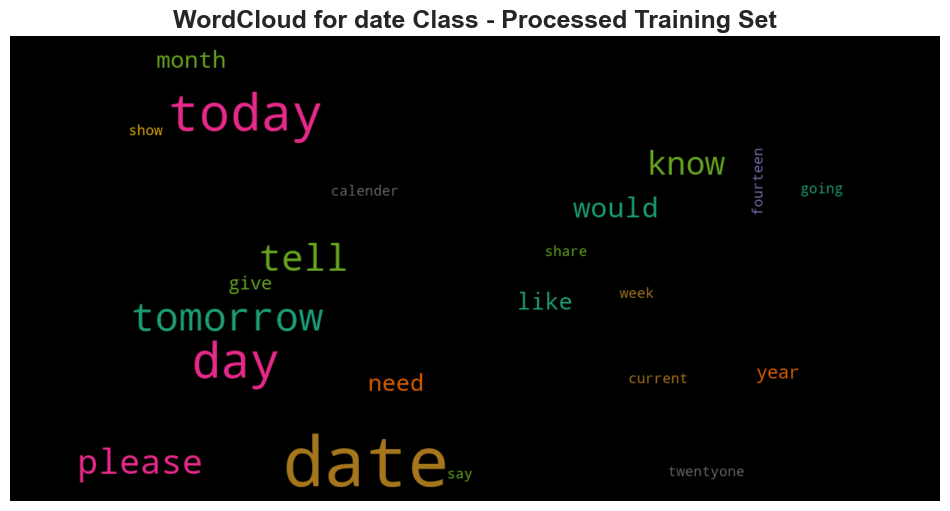 WordCloud for date Class - Processed Training Set
month
today
show
know
fourteen
going
calender
would
tell
share
give
week
like
tomorrow
day
need
current
year
please
date
say
twentyone